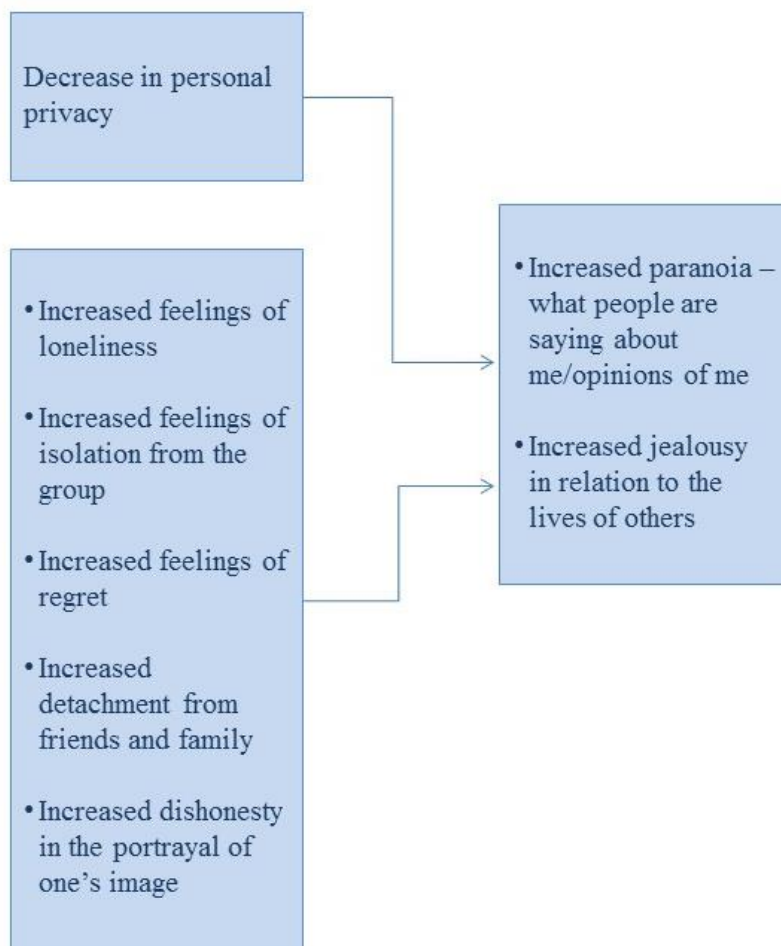 Decrease in personal
privacy
• Increased feelings of
loneliness
• Increased feelings of
isolation from the
group
• Increased feelings of
regret
• Increased
detachment from
friends and family
• Increased dishonesty
in the portrayal of
one’s image
• Increased paranoia –
what people are
saying about
me/opinions of me
• Increased jealousy
in relation to the
lives of others